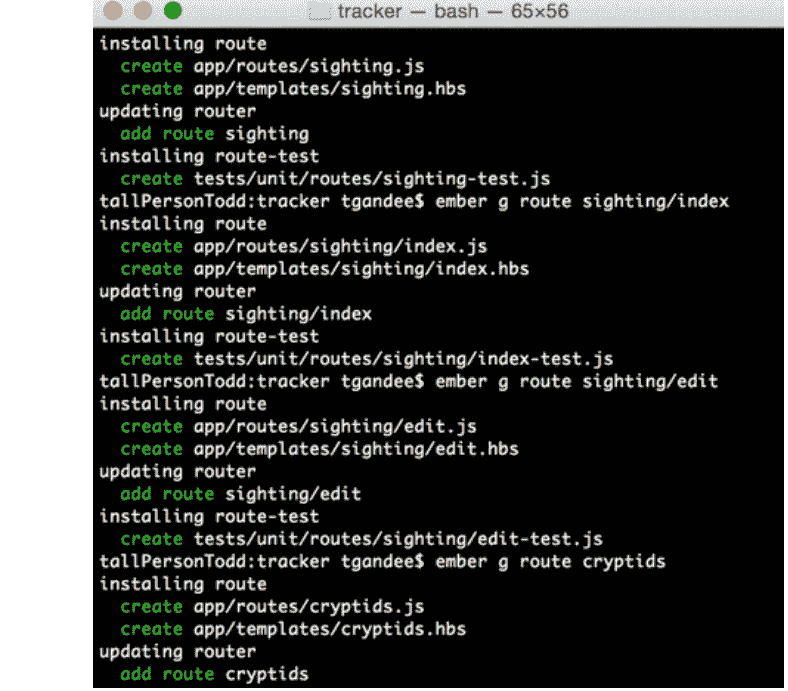 tracker — bash — 65×56
installing route
create app/routes/sighting.js
create app/templates/sighting.hbs
updating router
add route sighting
installing route-test
create tests/unit/routes/sighting-test.js
tallPersonTodd:tracker tgandee$ ember g route sighting/index
installing route
create app/routes/sighting/index.js
create app/templates/sighting/index.hbs
updating router
add route sighting/index
installing route-test
create tests/unit/routes/sighting/index-test.js
tallPersonTodd:tracker tgandee$ ember g route sighting/edit
installing route
create app/routes/sighting/edit.js
create app/templates/sighting/edit.hbs
updating router
add route sighting/edit
installing route-test
create tests/unit/routes/sighting/edit-test.js
tallPersonTodd:tracker tgandee$ ember g route cryptids
installing route
create app/routes/cryptids.js
create app/templates/cryptids.hbs
updating router
add route cryptids